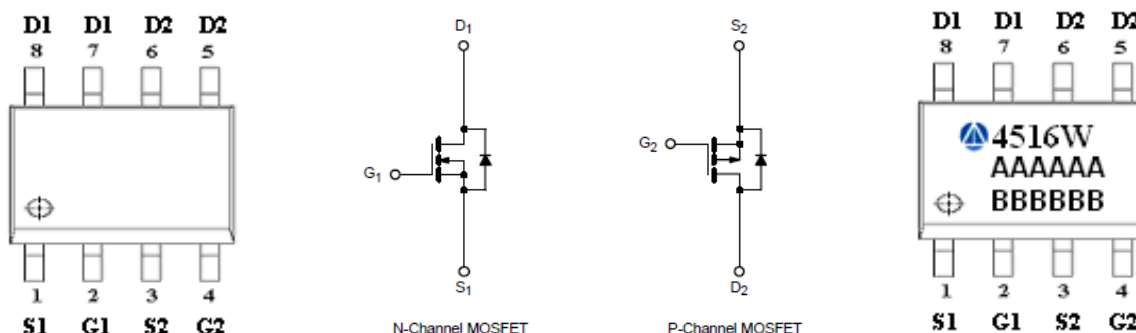 D1 D1 D2 D2
8 7 6 5
1 2 3 4
S1 G1 S2 G2
D1
G1
S1
N-Channel MOSFET
S2
G2
D2
P-Channel MOSFET
D1 D1 D2 D2
8 7 6 5
4516W
AAAAAA
BBBBBB
1 2 3 4
S1 G1 S2 G2